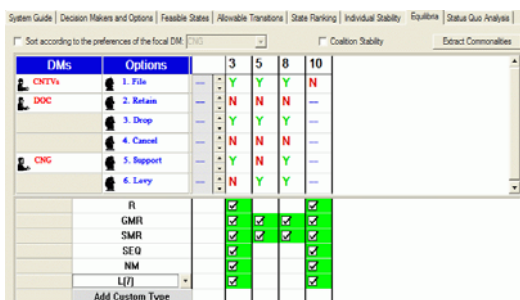 System Guide | Decision Makers and Options | Feasible States | Allowable Transitions | State Ranking | Individual Stability | Equilibria | Status Quo Analysis
Sort according to the preferences of the focal DM: CNG Coalition Stability Extract Commonalities
DMs Options 3 5 8 10
CNTVs 1. File -- Y Y Y N
DOC 2. Retain -- N N N --
3. Drop -- Y Y Y --
4. Cancel -- N N N --
CNG 5. Support -- Y N Y --
6. Levy -- N Y Y --
R
GMR
SMR
SEQ
NM
L(7)
Add Custom Type